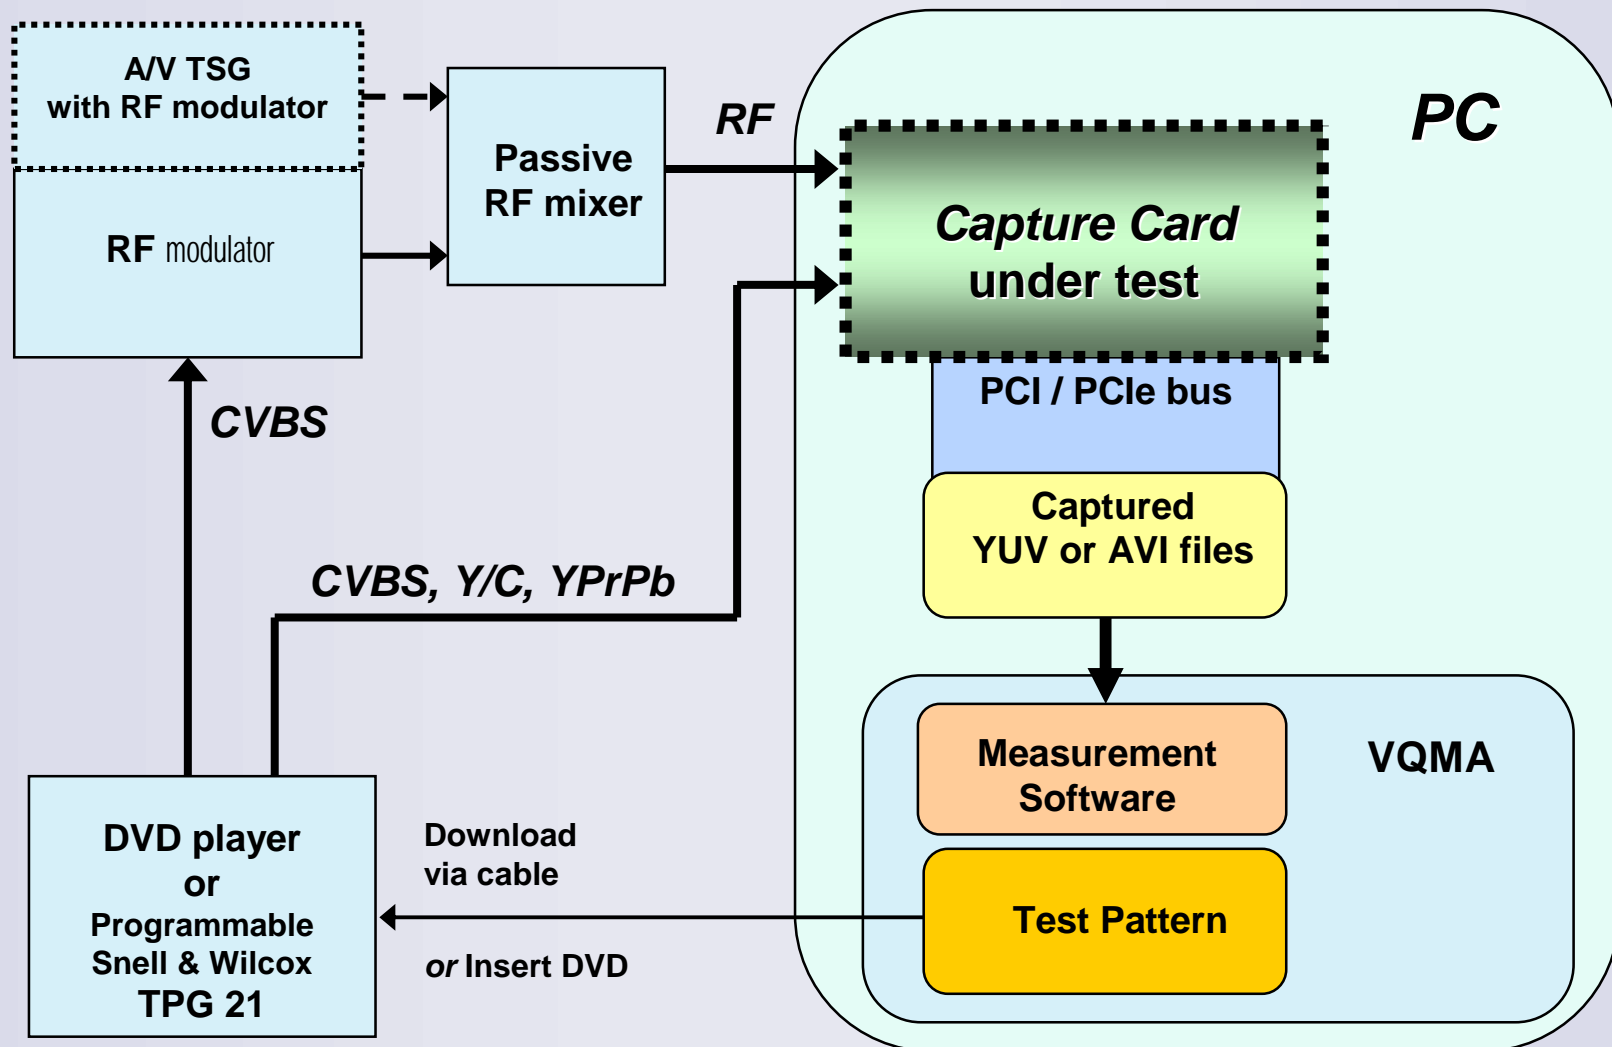 A/V TSG
with RF modulator
RF modulator
Passive
RF mixer
RF
PC
Capture Card
under test
PCI / PCIe bus
CVBS
Captured
YUV or AVI files
CVBS, Y/C, YPrPb
Measurement
Software
VQMA
Test Pattern
DVD player
or
Programmable
Snell & Wilcox
TPG 21
Download
via cable
or Insert DVD